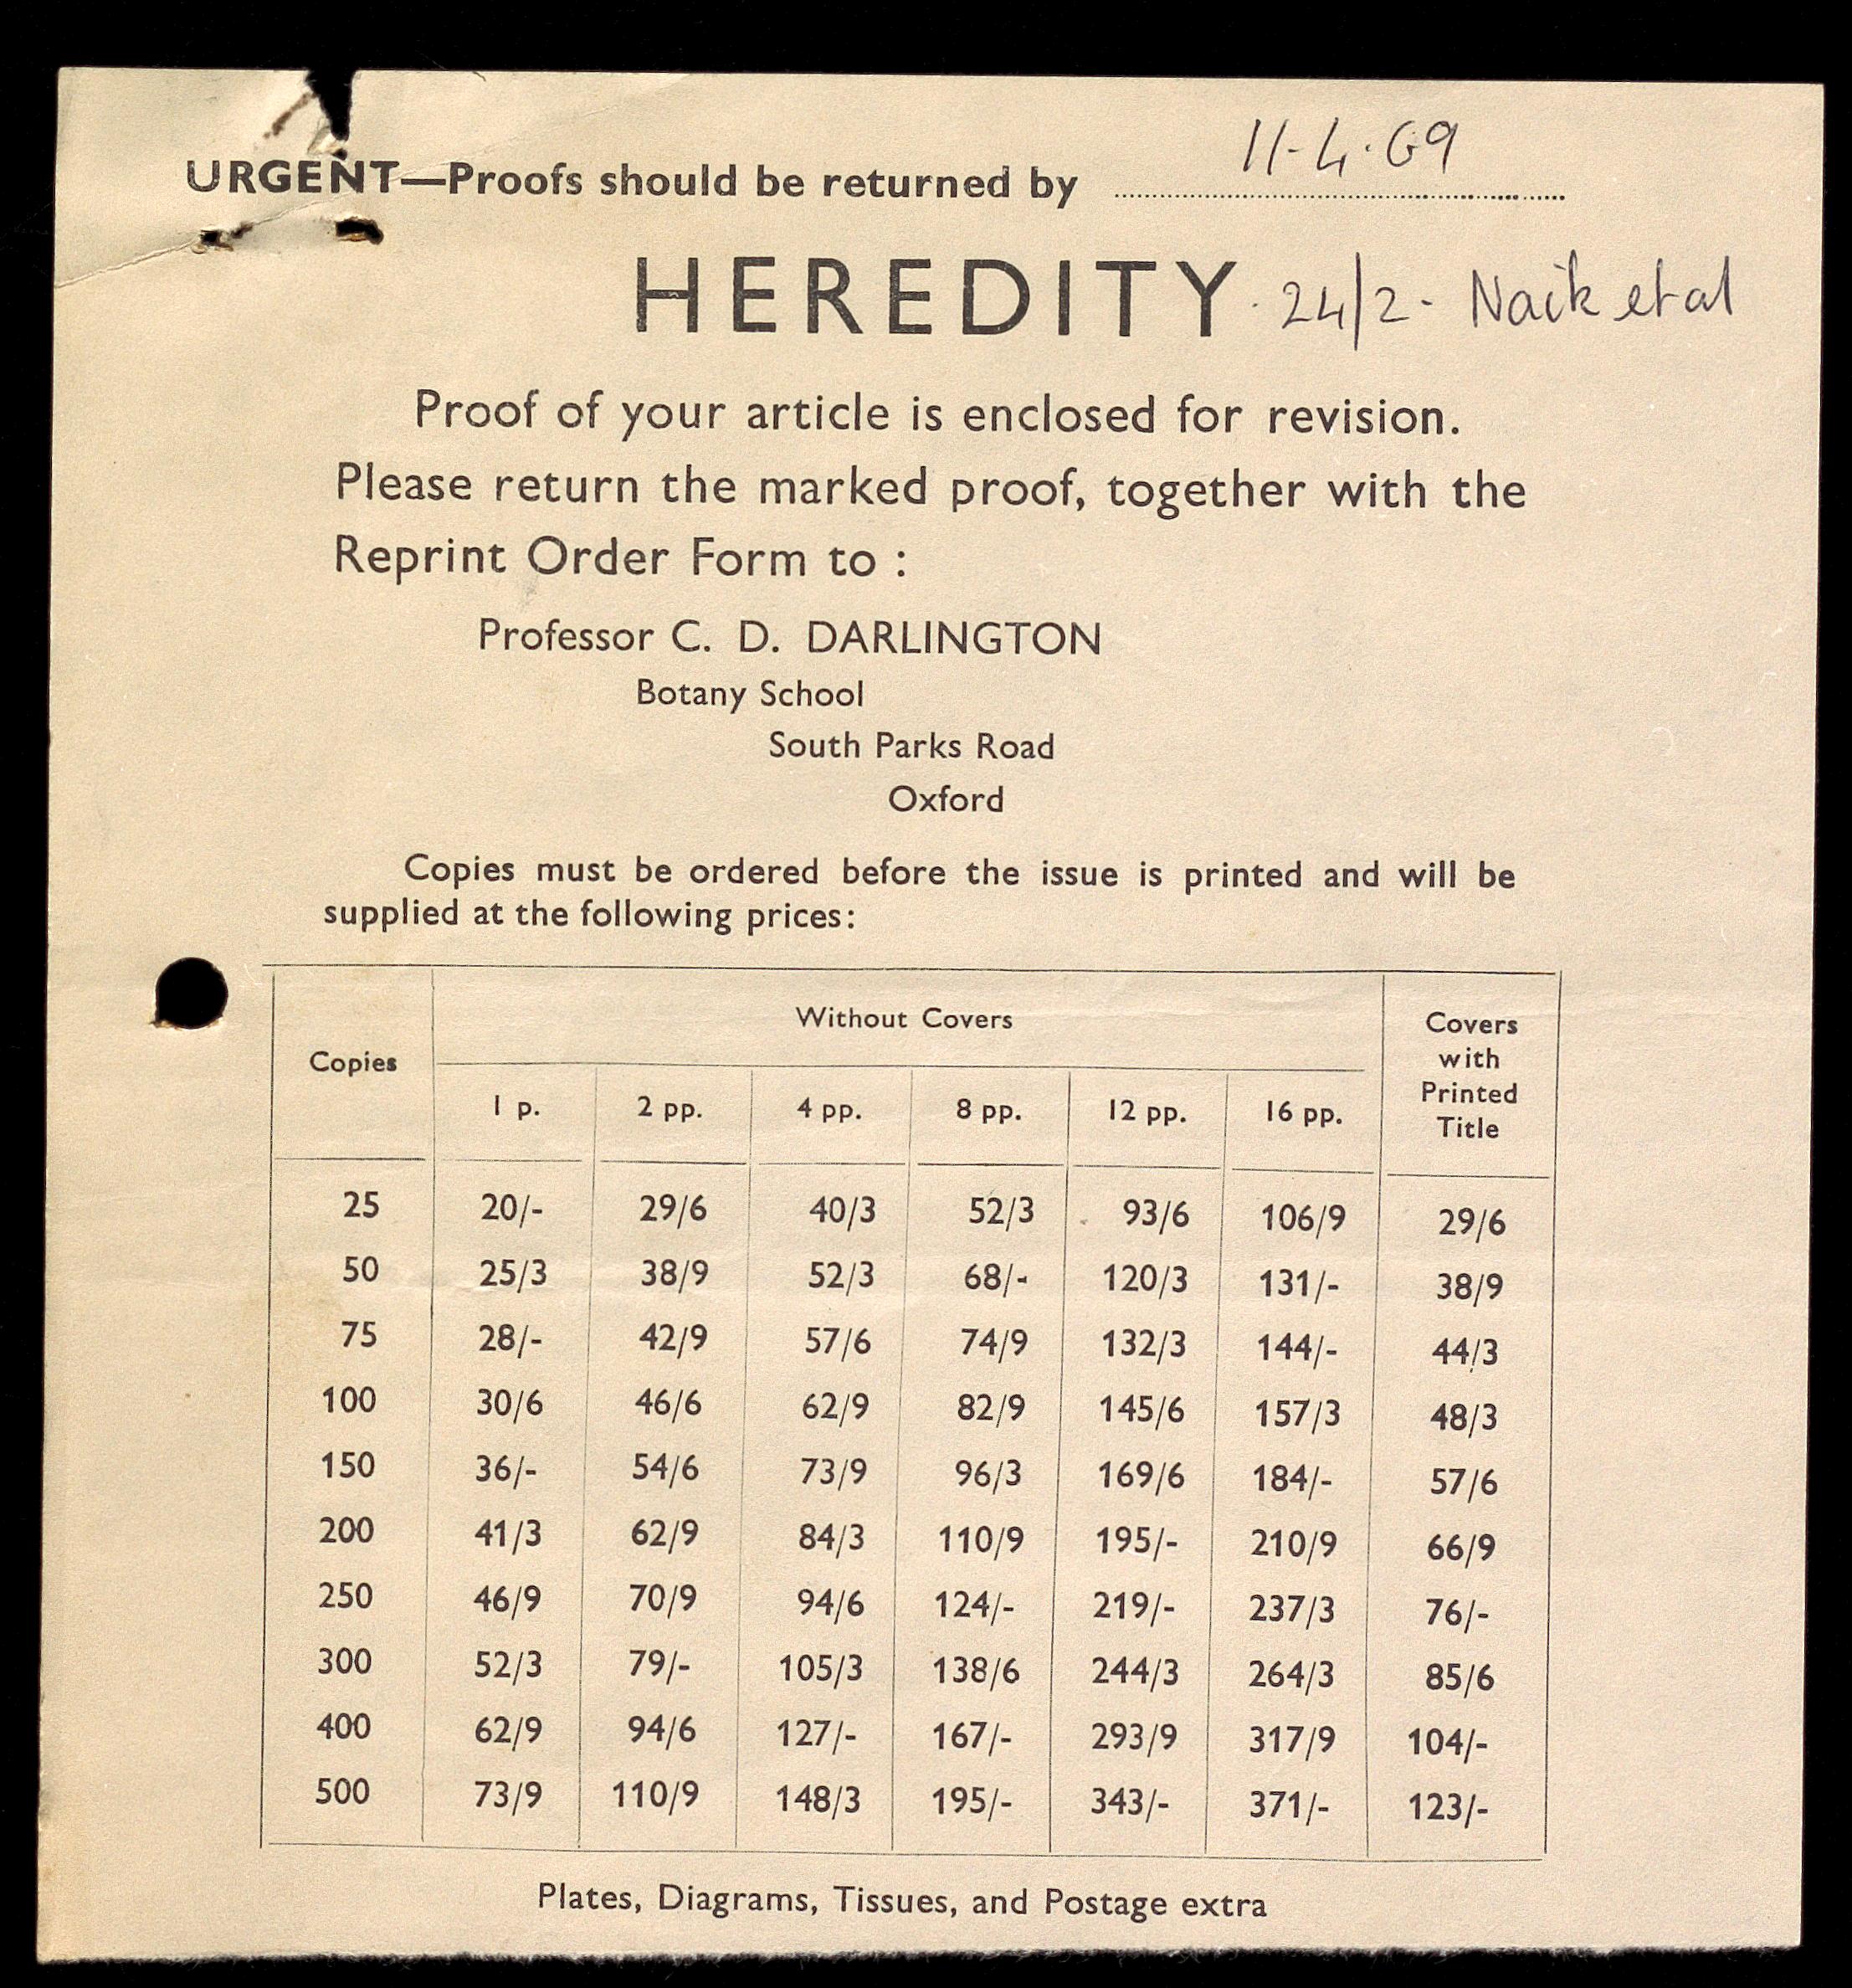 11-4-69
URGENT—Proofs should be returned by
HEREDITY 24/2 - Naik et al
Proof of your article is enclosed for revision.
Please return the marked proof, together with the
Reprint Order Form to :
Professor C. D. DARLINGTON
Botany School
South Parks Road
Oxford
Copies must be ordered before the issue is printed and will be
supplied at the following prices:
Copies Without Covers Covers with Printed Title
1 p. 2 pp. 4 pp. 8 pp. 12 pp. 16 pp.
25 20/- 29/6 40/3 52/3 93/6 106/9 29/6
50 25/3 38/9 52/3 68/- 120/3 131/- 38/9
75 28/- 42/9 57/6 74/9 132/3 144/- 44/3
100 30/6 46/6 62/9 82/9 145/6 157/3 48/3
150 36/- 54/6 73/9 96/3 169/6 184/- 57/6
200 41/3 62/9 84/3 110/9 195/- 210/9 66/9
250 46/9 70/9 94/6 124/- 219/- 237/3 76/-
300 52/3 79/- 105/3 138/6 244/3 264/3 85/6
400 62/9 94/6 127/- 167/- 293/9 317/9 104/-
500 73/9 110/9 148/3 195/- 343/- 371/- 123/-
Plates, Diagrams, Tissues, and Postage extra